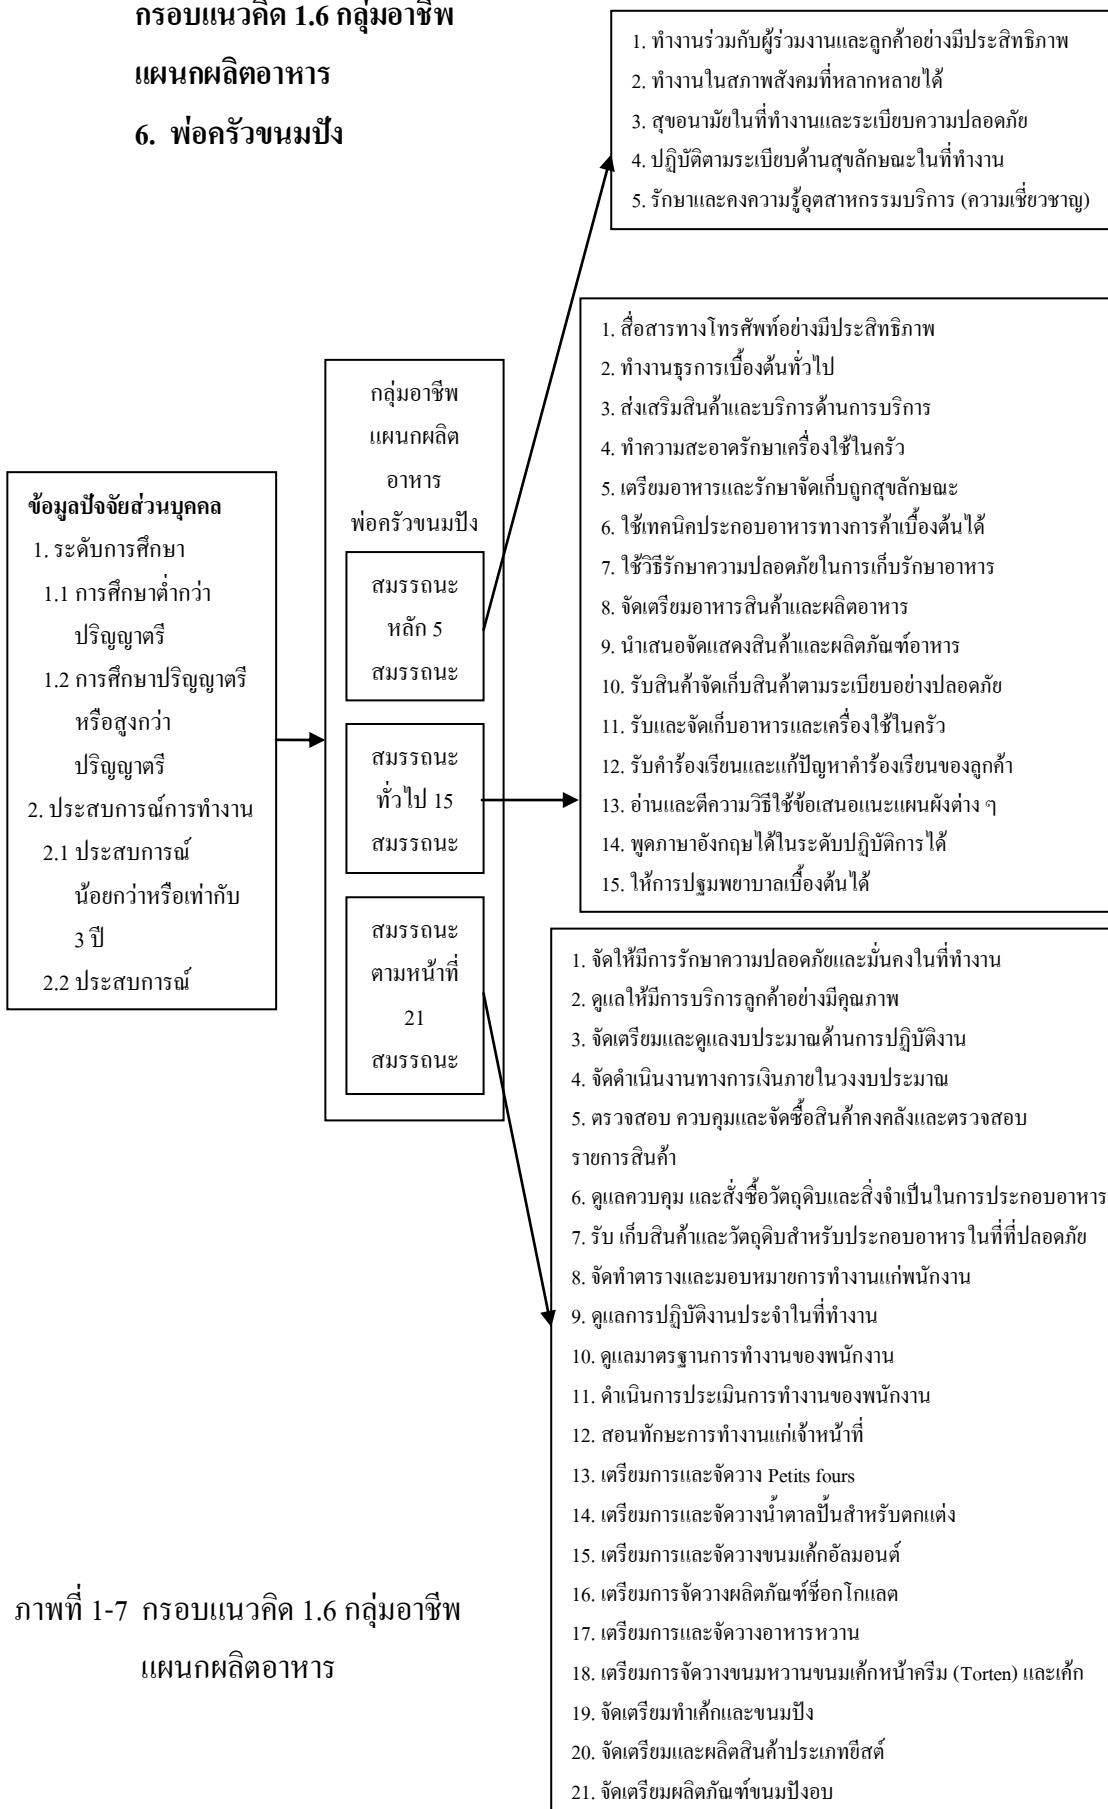 กรอบแนวคิด 1.6 กลุ่มอาชีพ
แผนกผลิตอาหาร
6. พ่อครัวขนมปัง
1. ทำงานร่วมกับผู้ร่วมงานและลูกค้าอย่างมีประสิทธิภาพ
2. ทำงานในสภาพสังคมที่หลากหลายได้
3. สุขอนามัยในที่ทำงานและระเบียบความปลอดภัย
4. ปฏิบัติตามระเบียบด้านสุขลักษณะในที่ทำงาน
5. รักษาและคงความรู้อุตสาหกรรมบริการ (ความเชี่ยวชาญ)
ข้อมูลปัจจัยส่วนบุคคล
1. ระดับการศึกษา
1.1 การศึกษาต่ำกว่า
ปริญญาตรี
1.2 การศึกษาปริญญาตรี
หรือสูงกว่า
ปริญญาตรี
2. ประสบการณ์การทำงาน
2.1 ประสบการณ์
น้อยกว่าหรือเท่ากับ
3 ปี
2.2 ประสบการณ์
กลุ่มอาชีพ
แผนกผลิต
อาหาร
พ่อครัวขนมปัง
สมรรถนะ
หลัก 5
สมรรถนะ
สมรรถนะ
ทั่วไป 15
สมรรถนะ
สมรรถนะ
ตามหน้าที่
21
สมรรถนะ
1. สื่อสารทางโทรศัพท์อย่างมีประสิทธิภาพ
2. ทำงานธุรการเบื้องต้นทั่วไป
3. ส่งเสริมสินค้าและบริการด้านการบริการ
4. ทำความสะอาดรักษาเครื่องใช้ในครัว
5. เตรียมอาหารและรักษาจัดเก็บถูกสุขลักษณะ
6. ใช้เทคนิคประกอบอาหารทางการค้าเบื้องต้นได้
7. ใช้วิธีรักษาความปลอดภัยในการเก็บรักษาอาหาร
8. จัดเตรียมอาหารสินค้าและผลิตอาหาร
9. นำเสนอจัดแสดงสินค้าและผลิตภัณฑ์อาหาร
10. รับสินค้าจัดเก็บสินค้าตามระเบียบอย่างปลอดภัย
11. รับและจัดเก็บอาหารและเครื่องใช้ในครัว
12. รับคำร้องเรียนและแก้ปัญหาคำร้องเรียนของลูกค้า
13. อ่านและตีความวิธีใช้ข้อเสนอแนะแผนผังต่าง ๆ
14. พูดภาษาอังกฤษได้ในระดับปฏิบัติการได้
15. ให้การปฐมพยาบาลเบื้องต้นได้
1. จัดให้มีการรักษาความปลอดภัยและมั่นคงในที่ทำงาน
2. ดูแลให้มีการบริการลูกค้าอย่างมีคุณภาพ
3. จัดเตรียมและดูแลงบประมาณด้านการปฏิบัติงาน
4. จัดดำเนินงานทางการเงินภายในวงงบประมาณ
5. ตรวจสอบ ควบคุมและจัดซื้อสินค้าคงคลังและตรวจสอบ
รายการสินค้า
6. ดูแลควบคุม และสั่งซื้อวัตถุดิบและสิ่งจำเป็นในการประกอบอาหาร
7. รับ เก็บสินค้าและวัตถุดิบสำหรับประกอบอาหารในที่ที่ปลอดภัย
8. จัดทำตารางและมอบหมายการทำงานแก่พนักงาน
9. ดูแลการปฏิบัติงานประจำในที่ทำงาน
10. ดูแลมาตรฐานการทำงานของพนักงาน
11. ดำเนินการประเมินการทำงานของพนักงาน
12. สอนทักษะการทำงานแก่เจ้าหน้าที่
13. เตรียมการและจัดวาง Petits fours
14. เตรียมการและจัดวางน้ำตาลปั้นสำหรับตกแต่ง
15. เตรียมการและจัดวางขนมเค้กอัลมอนต์
16. เตรียมการจัดวางผลิตภัณฑ์ช็อกโกแลต
17. เตรียมการและจัดวางอาหารหวาน
18. เตรียมการจัดวางขนมหวานขนมเค้กหน้าครีม (Torten) และเค้ก
19. จัดเตรียมทำเค้กและขนมปัง
20. จัดเตรียมและผลิตสินค้าประเภทยีสต์
21. จัดเตรียมผลิตภัณฑ์ขนมปังอบ
ภาพที่ 1-7 กรอบแนวคิด 1.6 กลุ่มอาชีพ
แผนกผลิตอาหาร